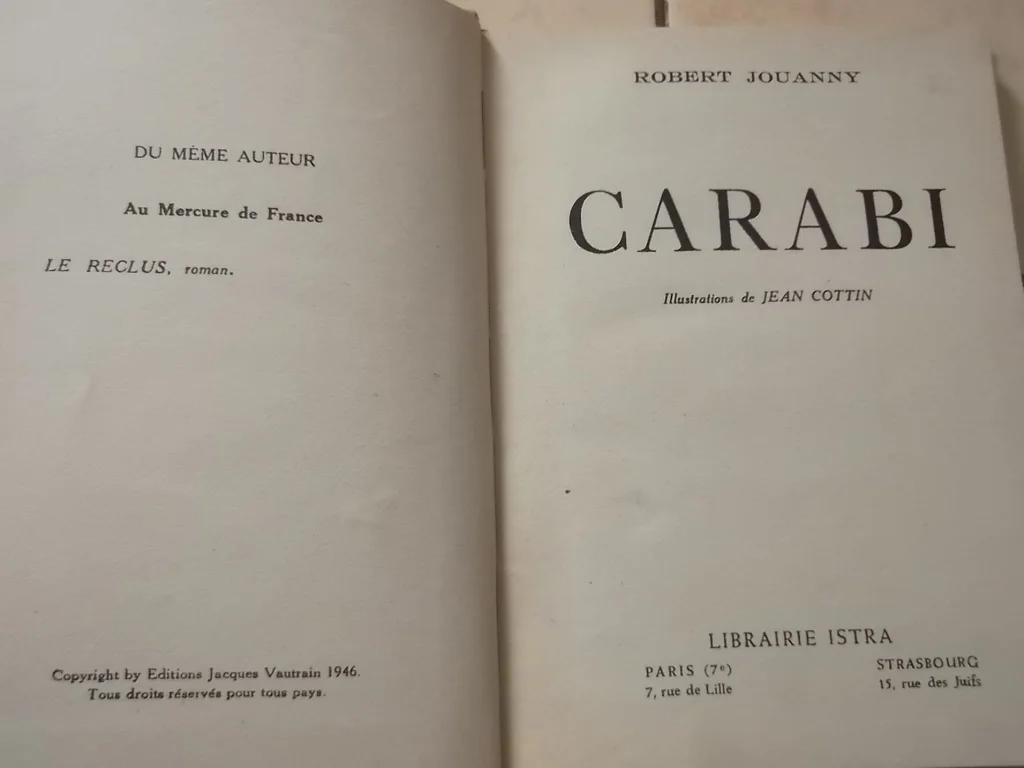 DU MÊME AUTEUR
Au Mercure de France
LE RECLUS, roman.
Copyright by Editions Jacques Vautrain 1946.
Tous droits réservés pour tous pays.
ROBERT JOUANNY
CARABI
Illustrations de JEAN COTTIN
LIBRAIRIE ISTRA
PARIS (7e) STRASBOURG
7, rue de Lille 15, rue des Juifs